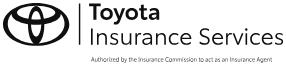 Toyota
Insurance Services
Authorized by the Insurance Commission to act as an Insurance Agent